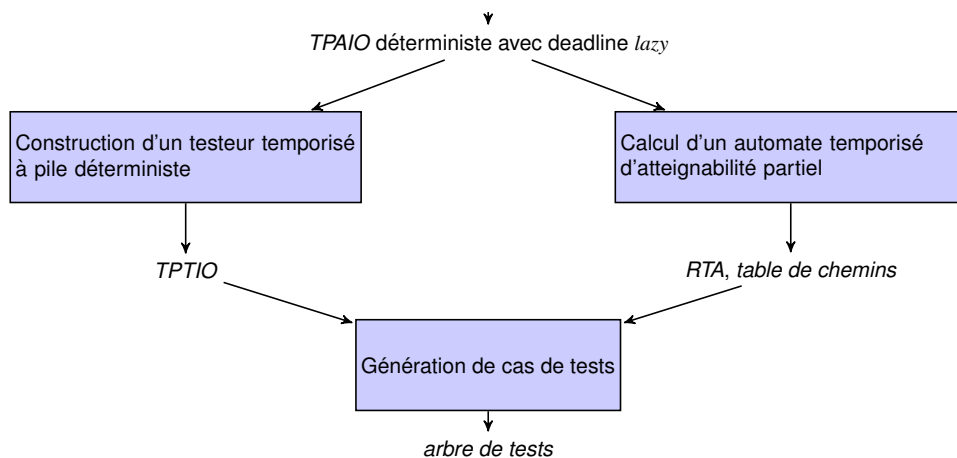 TPAIO déterministe avec deadline lazy
Construction d'un testeur temporisé
à pile déterministe
Calcul d'un automate temporisé
d'atteignabilité partiel
TPTIO
RTA, table de chemins
Génération de cas de tests
arbre de tests